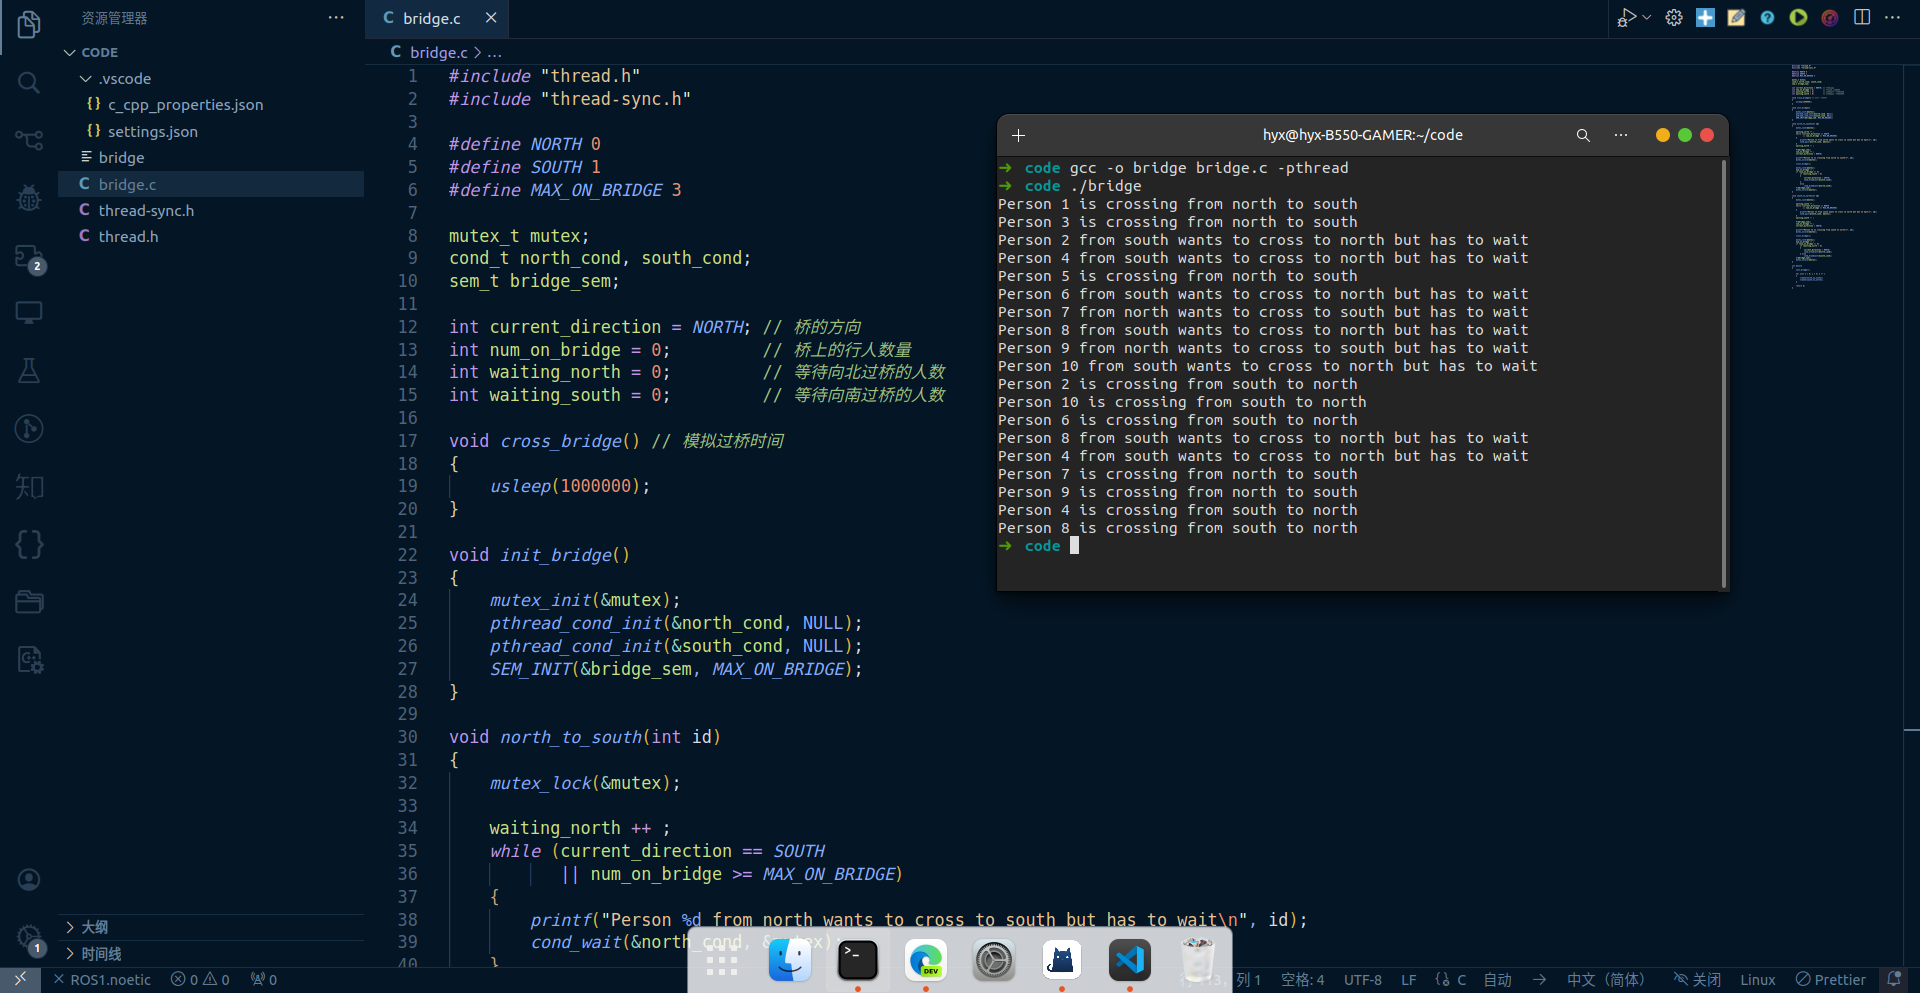 资源管理器
CODE
.vscode
c_cpp_properties.json
settings.json
bridge
bridge.c
thread-sync.h
thread.h
大纲
时间线
bridge.c
bridge.c > ...
1 #include "thread.h"
2 #include "thread-sync.h"
3
4 #define NORTH 0
5 #define SOUTH 1
6 #define MAX_ON_BRIDGE 3
7
8 mutex_t mutex;
9 cond_t north_cond, south_cond;
10 sem_t bridge_sem;
11
12 int current_direction = NORTH; // 桥的方向
13 int num_on_bridge = 0; // 桥上的行人数量
14 int waiting_north = 0; // 等待向北过桥的人数
15 int waiting_south = 0; // 等待向南过桥的人数
16
17 void cross_bridge() // 模拟过桥时间
18 {
19 usleep(1000000);
20 }
21
22 void init_bridge()
23 {
24 mutex_init(&mutex);
25 pthread_cond_init(&north_cond, NULL);
26 pthread_cond_init(&south_cond, NULL);
27 SEM_INIT(&bridge_sem, MAX_ON_BRIDGE);
28 }
29
30 void north_to_south(int id)
31 {
32 mutex_lock(&mutex);
33
34 waiting_north ++ ;
35 while (current_direction == SOUTH
36 || num_on_bridge >= MAX_ON_BRIDGE)
37 {
38 printf("Person %d from north wants to cross to south but has to wait\n", id);
39 cond_wait(&north_cond, &mutex);
40 }
hyx@hyx-B550-GAMER:~/code
➜ code gcc -o bridge bridge.c -pthread
➜ code ./bridge
Person 1 is crossing from north to south
Person 3 is crossing from north to south
Person 2 from south wants to cross to north but has to wait
Person 4 from south wants to cross to north but has to wait
Person 5 is crossing from north to south
Person 6 from south wants to cross to north but has to wait
Person 7 from north wants to cross to south but has to wait
Person 8 from south wants to cross to north but has to wait
Person 9 from north wants to cross to south but has to wait
Person 10 from south wants to cross to north but has to wait
Person 2 is crossing from south to north
Person 10 is crossing from south to north
Person 6 is crossing from south to north
Person 8 from south wants to cross to north but has to wait
Person 4 from south wants to cross to north but has to wait
Person 7 is crossing from north to south
Person 9 is crossing from north to south
Person 4 is crossing from south to north
Person 8 is crossing from south to north
➜ code
知
2
1
DEV
ROS1.noetic 0 0 0
列 1 空格: 4 UTF-8 LF {} C 自动 中文（简体） 关闭 Linux Prettier